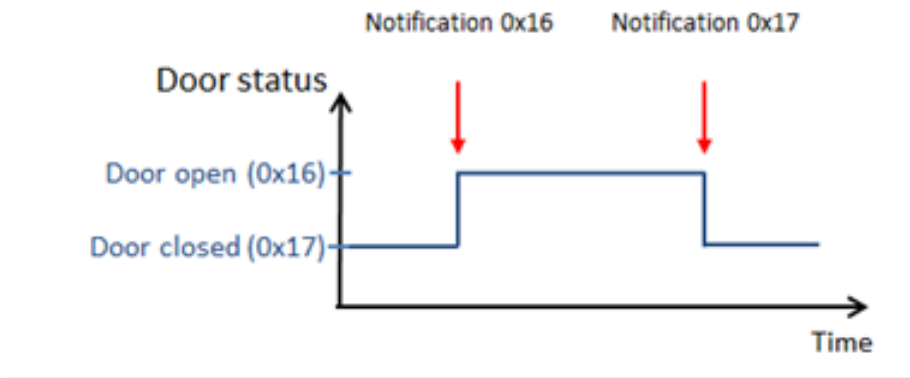 Notification 0x16
Notification 0x17
Door status
Door open (0x16)
Door closed (0x17)
Time